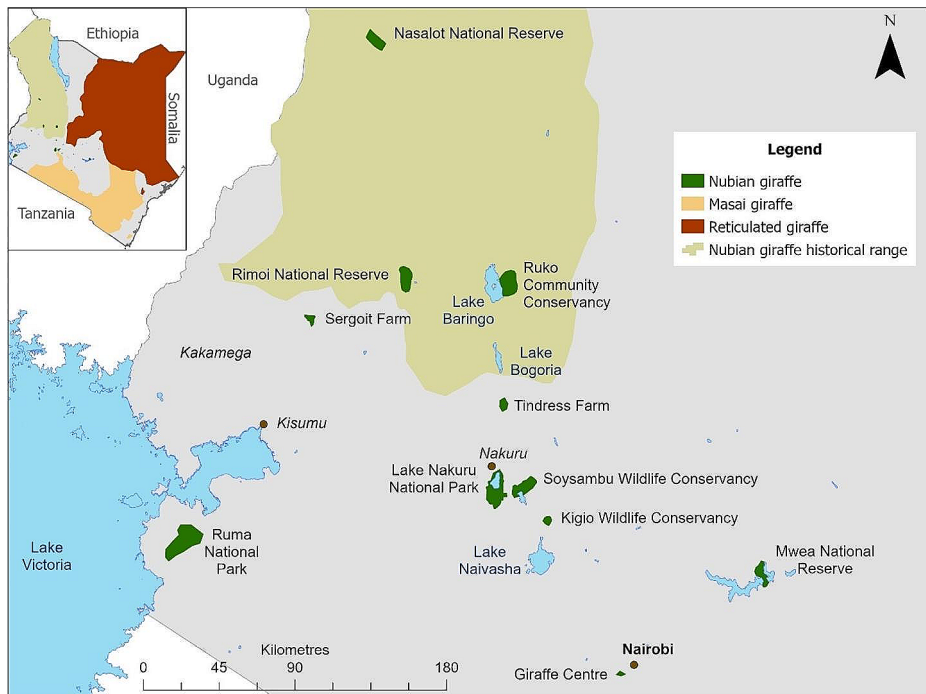 Ethiopia
Somalia
Tanzania
Uganda
Nasalot National Reserve
N
Legend
Nubian giraffe
Masai giraffe
Reticulated giraffe
Nubian giraffe historical range
Rimoi National Reserve
Ruko
Community
Conservancy
Lake
Baringo
Sergoit Farm
Kakamega
Lake
Bogoria
Tindress Farm
Kisumu
Nakuru
Lake Nakuru
National Park
Soysambu Wildlife Conservancy
Kigio Wildlife Conservancy
Ruma
National
Park
Lake
Victoria
Lake
Naivasha
Mwea National
Reserve
Kilometres
0 45 90 180
Nairobi
Giraffe Centre